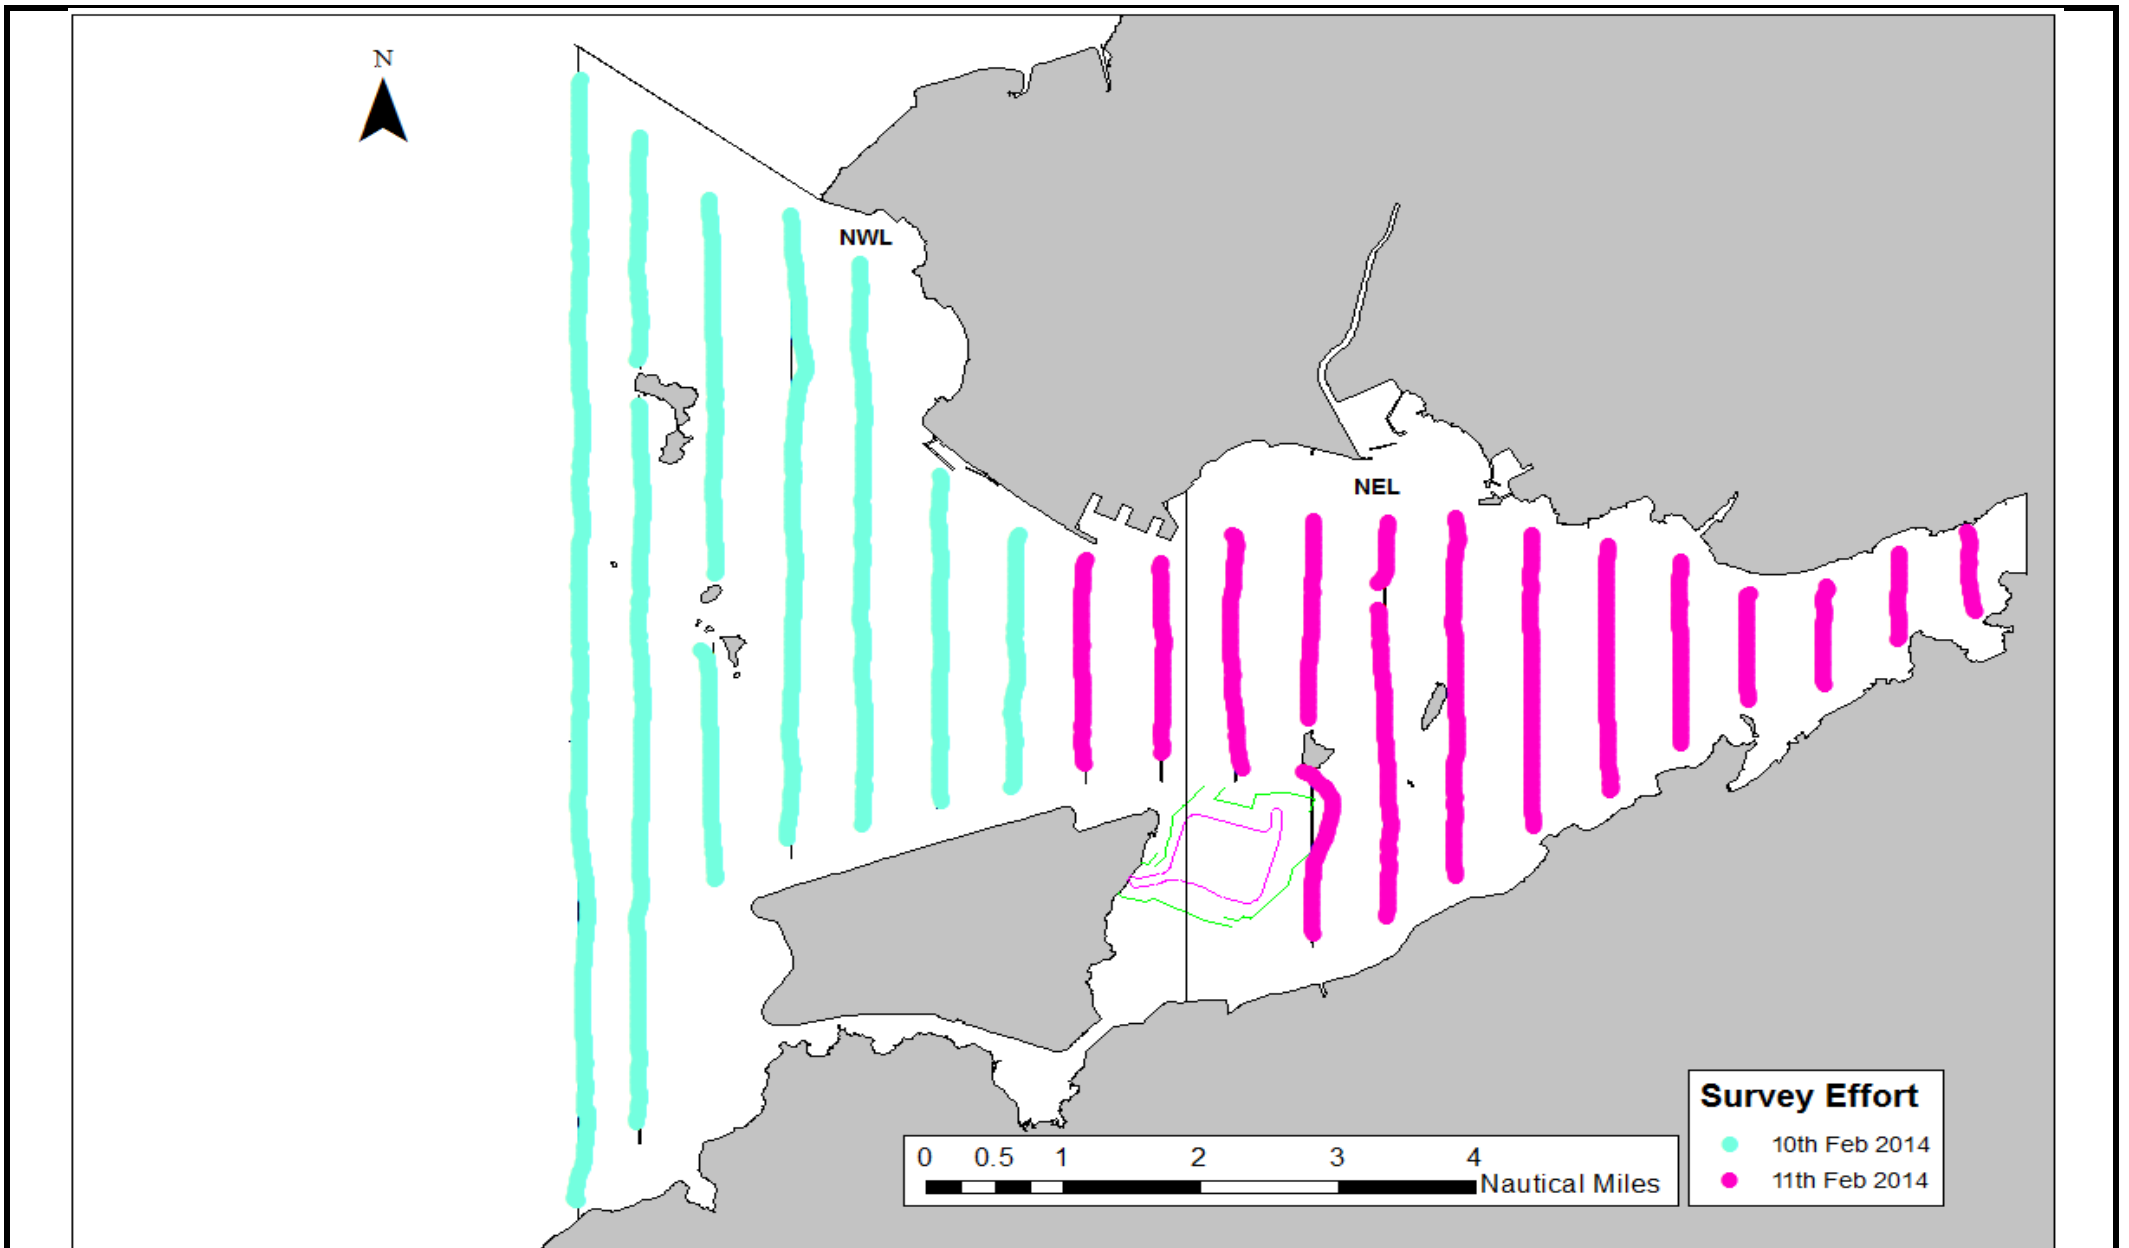 N
NWL
NEL
Survey Effort
10th Feb 2014
11th Feb 2014
0 0.5 1 2 3 4
Nautical Miles